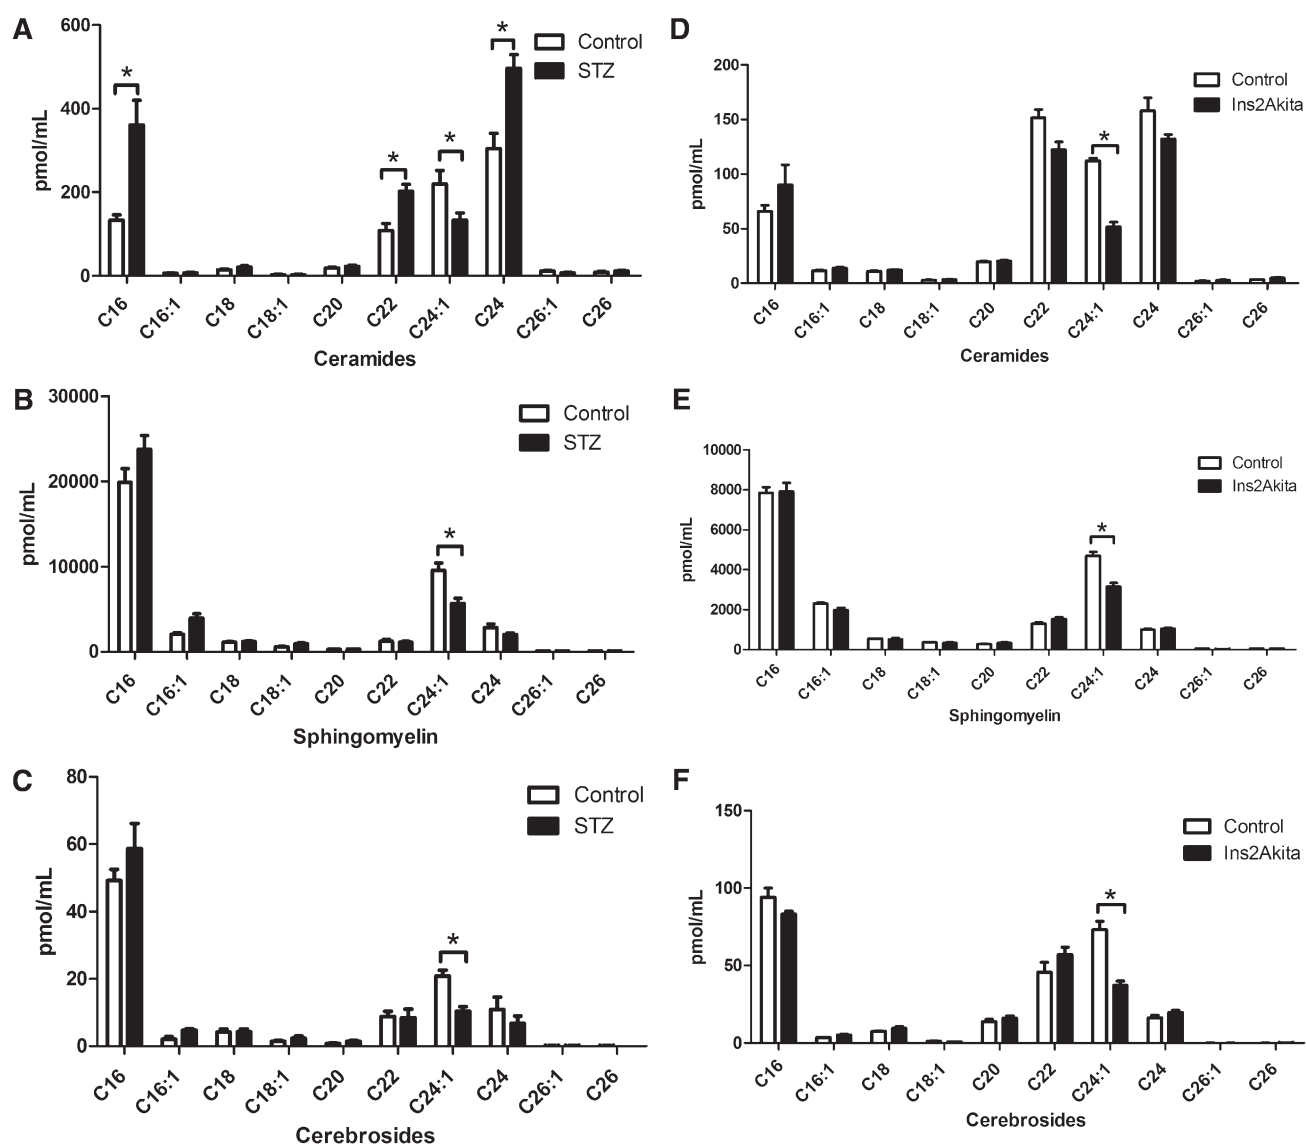 A
600
400
200
0
pmol/mL
*
*
*
*
Control
STZ
C16
C16:1
C18
C18:1
C20
C22
C24:1
C24
C26:1
C26
Ceramides
D
200
150
100
50
0
pmol/mL
*
Control
Ins2Akita
C16
C16:1
C18
C18:1
C20
C22
C24:1
C24
C26:1
C26
Ceramides
B
30000
20000
10000
0
pmol/mL
*
Control
STZ
C16
C16:1
C18
C18:1
C20
C22
C24:1
C24
C26:1
C26
Sphingomyelin
E
10000
8000
6000
4000
2000
0
pmol/mL
*
Control
Ins2Akita
C16
C16:1
C18
C18:1
C20
C22
C24:1
C24
C26:1
C26
Sphingomyelin
C
80
60
40
20
0
pmol/mL
*
Control
STZ
C16
C16:1
C18
C18:1
C20
C22
C24:1
C24
C26:1
C26
Cerebrosides
F
150
100
50
0
pmol/mL
*
Control
Ins2Akita
C16
C16:1
C18
C18:1
C20
C22
C24:1
C24
C26:1
C26
Cerebrosides